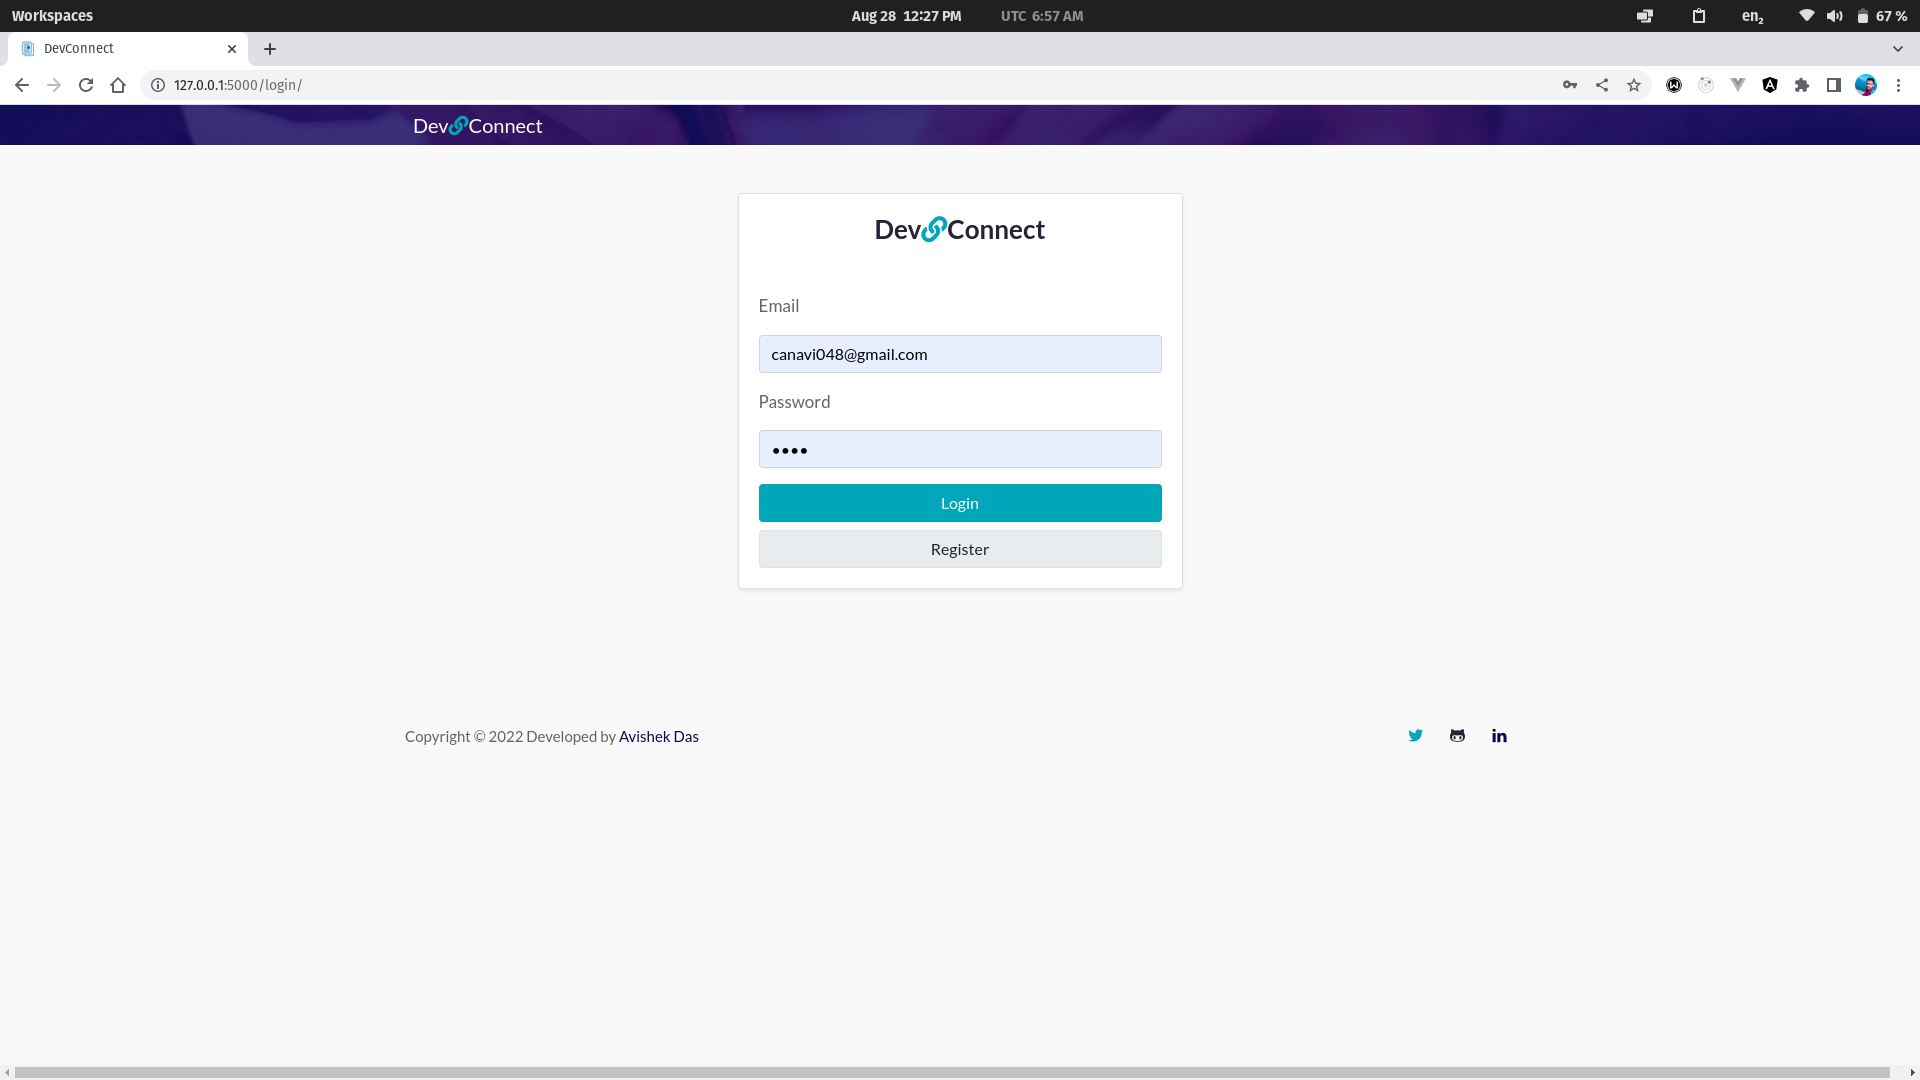 Workspaces
Aug 28 12:27 PM UTC 6:57 AM
en₂
67 %
DevConnect
127.0.0.1:5000/login/
DevConnect
DevConnect
Email
canavi048@gmail.com
Password
••••
Login
Register
Copyright © 2022 Developed by Avishek Das